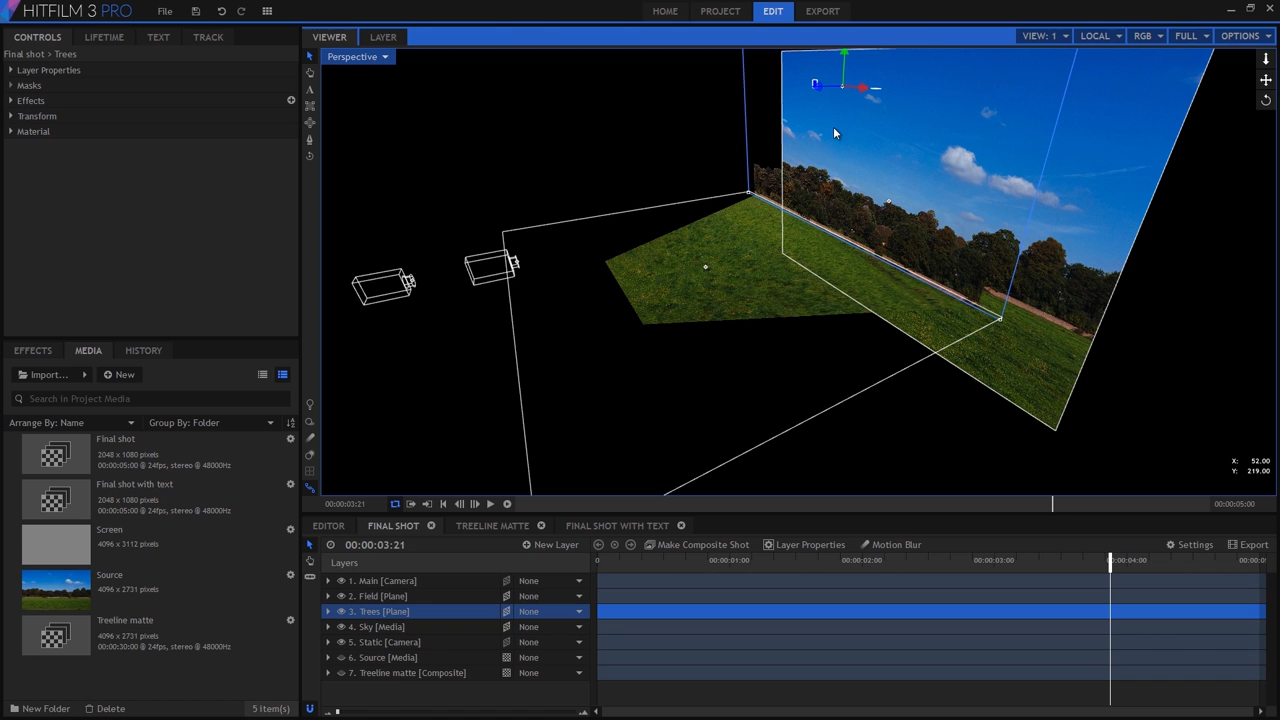 HITFILM 3 PRO
File
HOME
PROJECT
EDIT
EXPORT
CONTROLS
LIFETIME
TEXT
TRACK
VIEWER
LAYER
VIEW: 1
LOCAL
RGB
FULL
OPTIONS
Final shot > Trees
Perspective
Layer Properties
Masks
Effects
Transform
Material
X: 52.00
Y: 219.00
EFFECTS
MEDIA
HISTORY
Import...
New
Search In Project Media
Arrange By: Name
Group By: Folder
Final shot
2048 x 1080 pixels
00:00:05:00 @ 24fps, stereo @ 48000Hz
Final shot with text
2048 x 1080 pixels
00:00:05:00 @ 24fps, stereo @ 48000Hz
Screen
4096 x 3112 pixels
Source
4096 x 2731 pixels
Treeline matte
4096 x 2731 pixels
00:00:30:00 @ 24fps, stereo @ 48000Hz
New Folder
Delete
5 item(s)
00:00:03:21
00:00:05:00
EDITOR
FINAL SHOT
TREELINE MATTE
FINAL SHOT WITH TEXT
00:00:03:21
New Layer
Make Composite Shot
Layer Properties
Motion Blur
Settings
Export
Layers
0
00:00:01:00
00:00:02:00
00:00:03:00
00:00:04:00
1. Main [Camera]
None
2. Field [Plane]
None
3. Trees [Plane]
None
4. Sky [Media]
None
5. Static [Camera]
None
6. Source [Media]
None
7. Treeline matte [Composite]
None